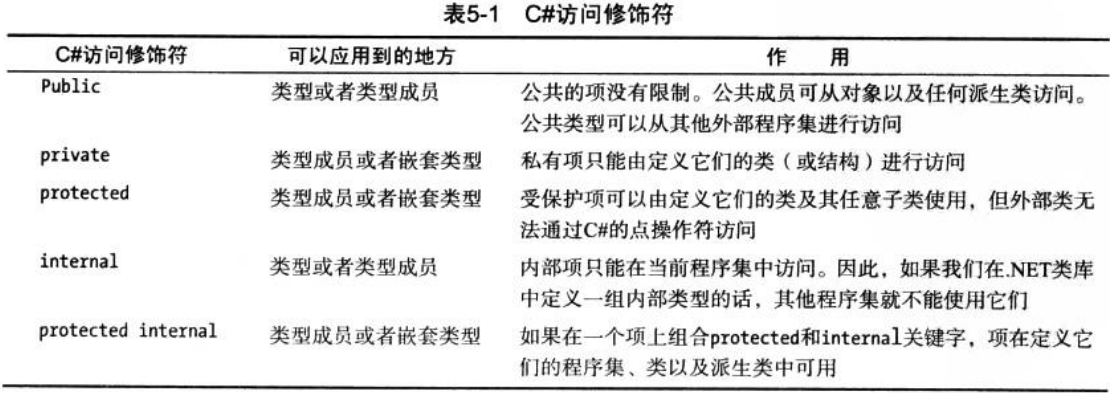 表5-1 C#访问修饰符
C#访问修饰符 可以应用到的地方 作 用
Public 类型或者类型成员 公共的项没有限制。公共成员可从对象以及任何派生类访问。
公共类型可以从其他外部程序集进行访问
private 类型成员或者嵌套类型 私有项只能由定义它们的类（或结构）进行访问
protected 类型成员或者嵌套类型 受保护项可以由定义它们的类及其任意子类使用，但外部类无
法通过C#的点操作符访问
internal 类型或者类型成员 内部项只能在当前程序集中访问。因此，如果我们在.NET类库
中定义一组内部类型的话，其他程序集就不能使用它们
protected internal 类型成员或者嵌套类型 如果在一个项上组合protected和internal关键字，项在定义它
们的程序集、类以及派生类中可用